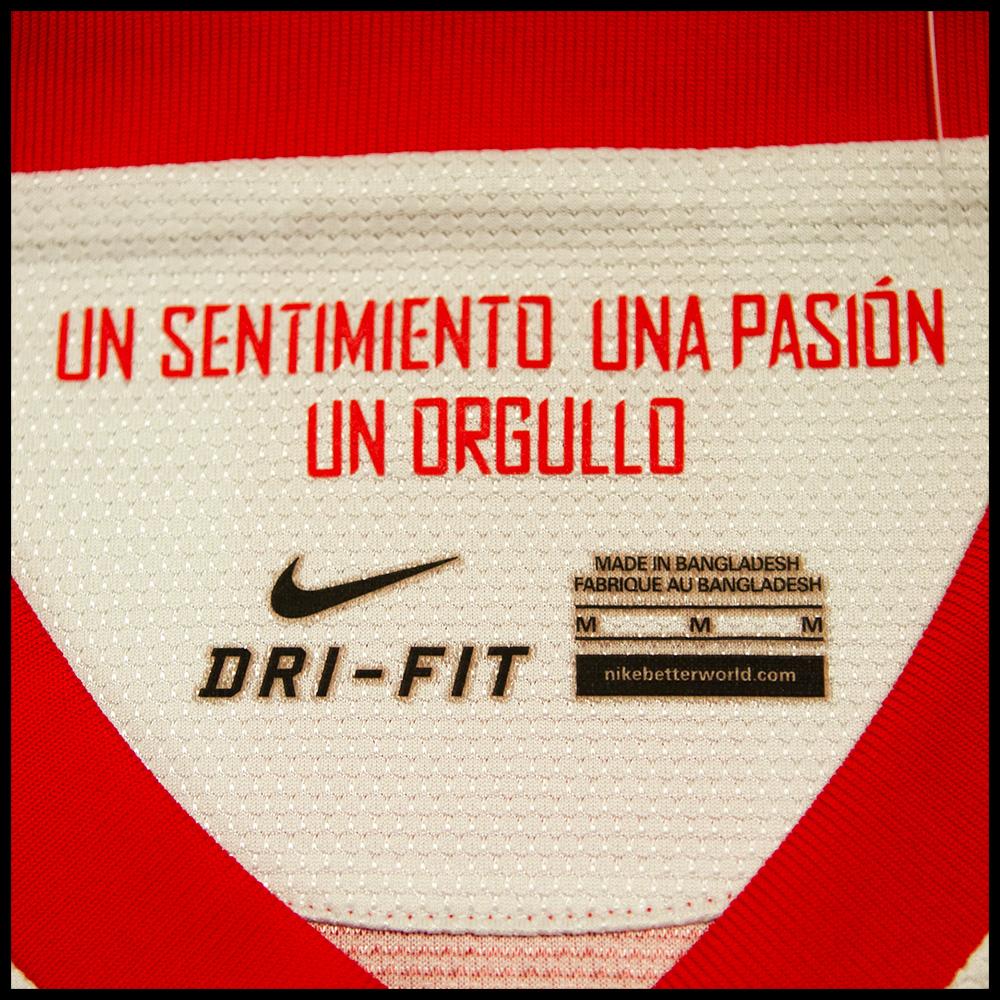 UN SENTIMIENTO UNA PASIÓN
UN ORGULLO
MADE IN BANGLADESH
FABRIQUE AU BANGLADESH
M M M
DRI-FIT
nikebetterworld.com